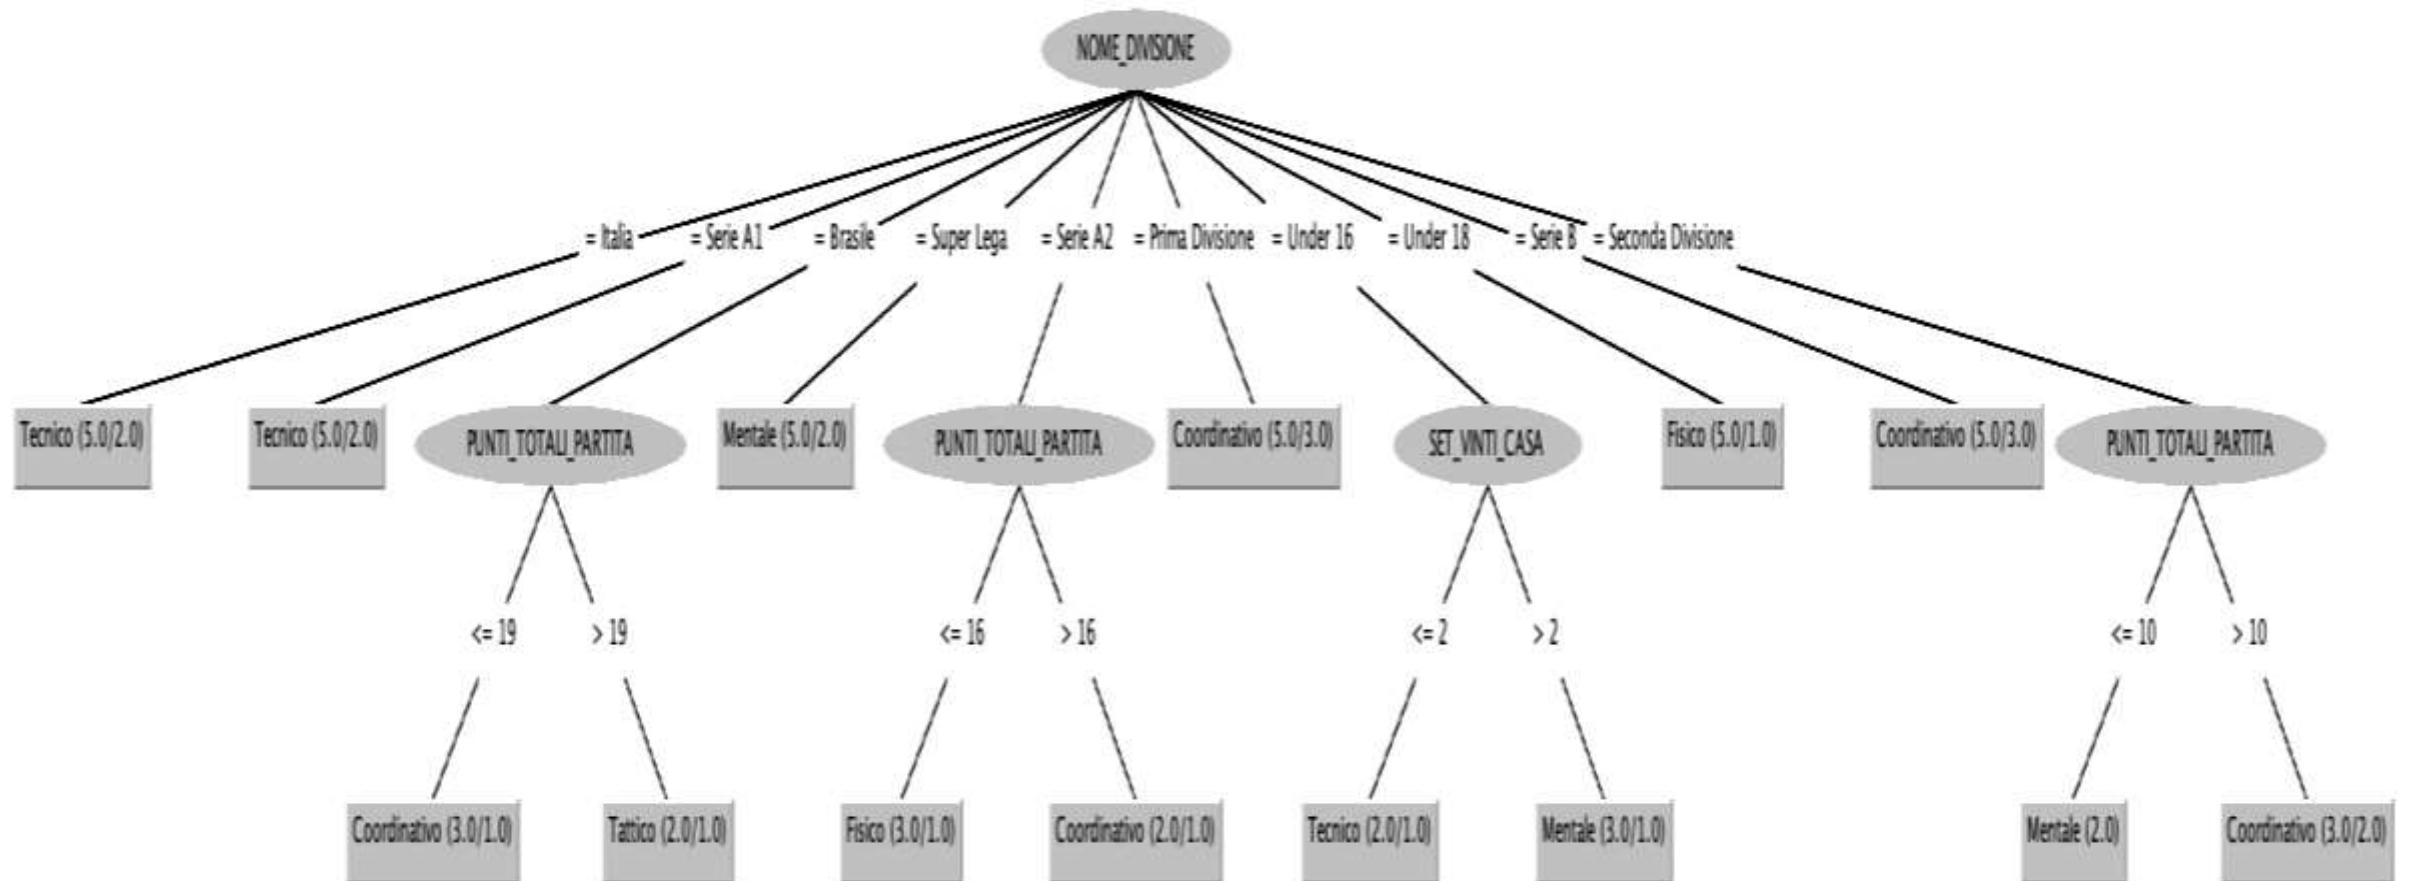 NOME_DIVISIONE
= Italia
= Serie A1
= Brasile
= Super Lega
= Serie A2
= Prima Divisione
= Under 16
= Under 18
= Serie B
= Seconda Divisione
Tecnico (5.0/2.0)
Tecnico (5.0/2.0)
PUNTI_TOTALI_PARTITA
Mentale (5.0/2.0)
PUNTI_TOTALI_PARTITA
Coordinativo (5.0/3.0)
SET_VINTI_CASA
Fisico (5.0/1.0)
Coordinativo (5.0/3.0)
PUNTI_TOTALI_PARTITA
<= 19
> 19
<= 16
> 16
<= 2
> 2
<= 10
> 10
Coordinativo (3.0/1.0)
Tattico (2.0/1.0)
Fisico (3.0/1.0)
Coordinativo (2.0/1.0)
Tecnico (2.0/1.0)
Mentale (3.0/1.0)
Mentale (2.0)
Coordinativo (3.0/2.0)